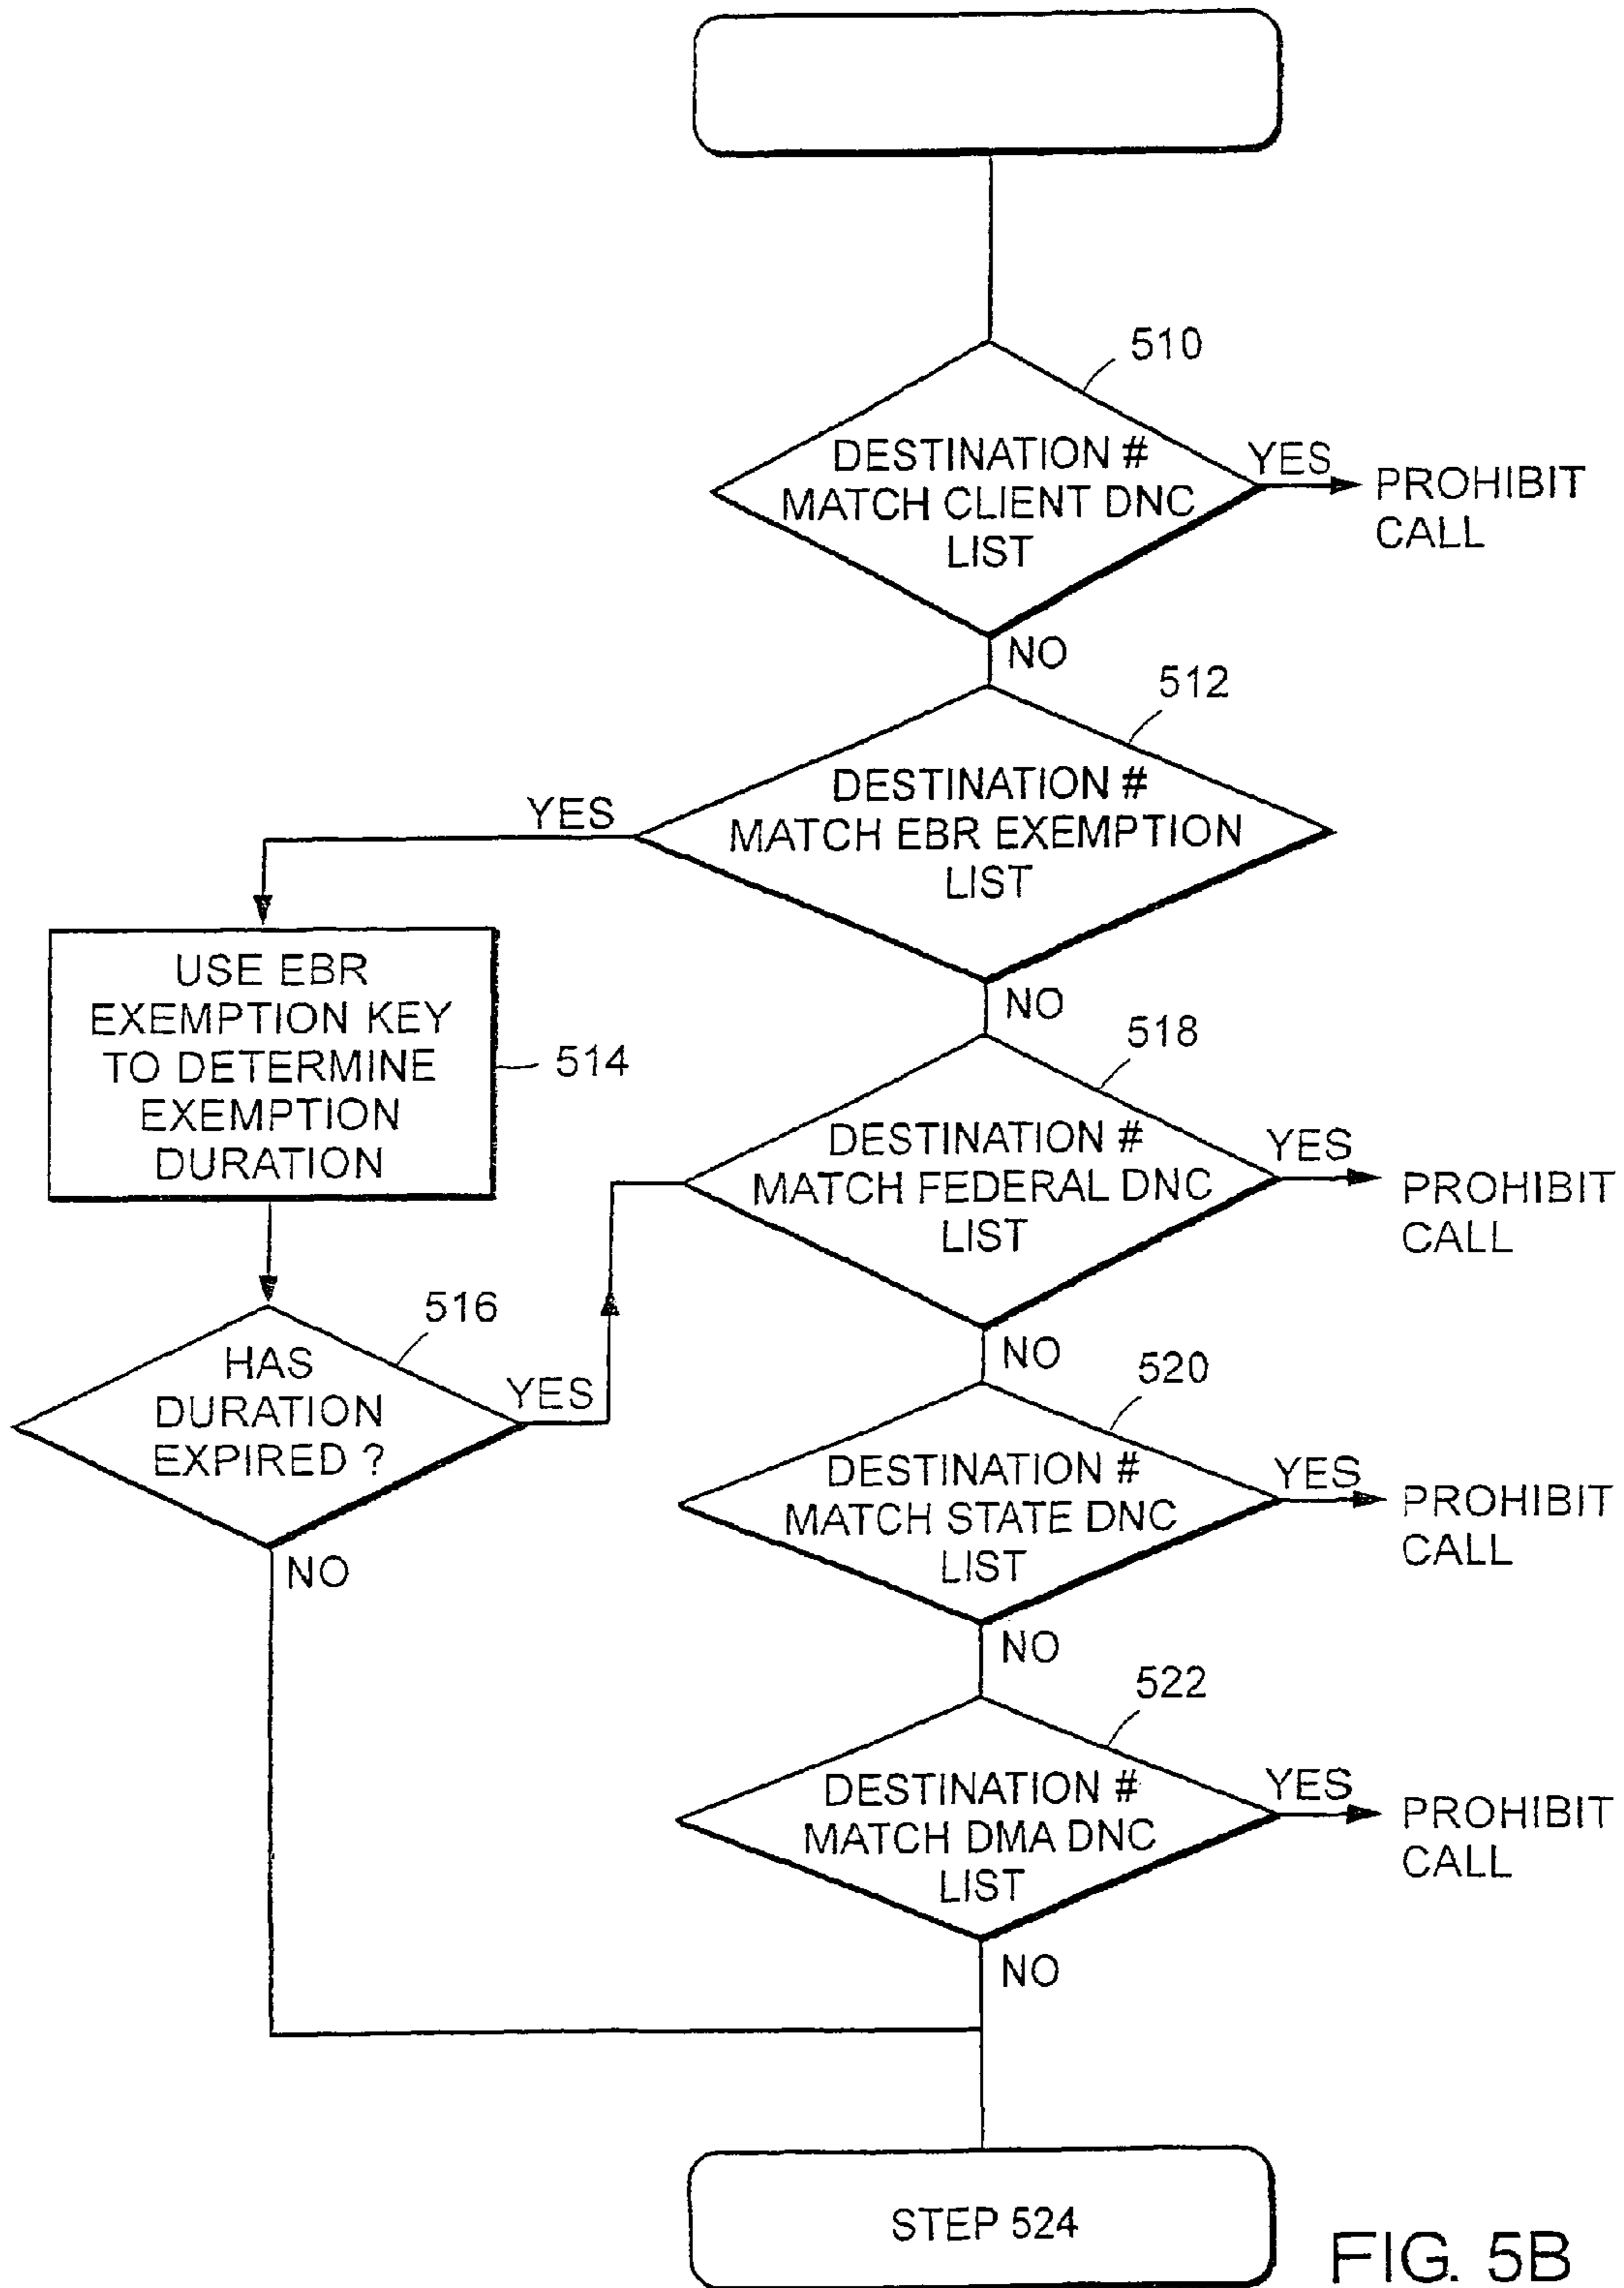 510
DESTINATION #
MATCH CLIENT DNC
LIST
YES
PROHIBIT
CALL
NO
512
DESTINATION #
MATCH EBR EXEMPTION
LIST
YES
NO
USE EBR
EXEMPTION KEY
TO DETERMINE
EXEMPTION
DURATION
514
518
DESTINATION #
MATCH FEDERAL DNC
LIST
YES
PROHIBIT
CALL
NO
516
HAS
DURATION
EXPIRED ?
YES
NO
520
DESTINATION #
MATCH STATE DNC
LIST
YES
PROHIBIT
CALL
NO
522
DESTINATION #
MATCH DMA DNC
LIST
YES
PROHIBIT
CALL
NO
STEP 524
FIG. 5B